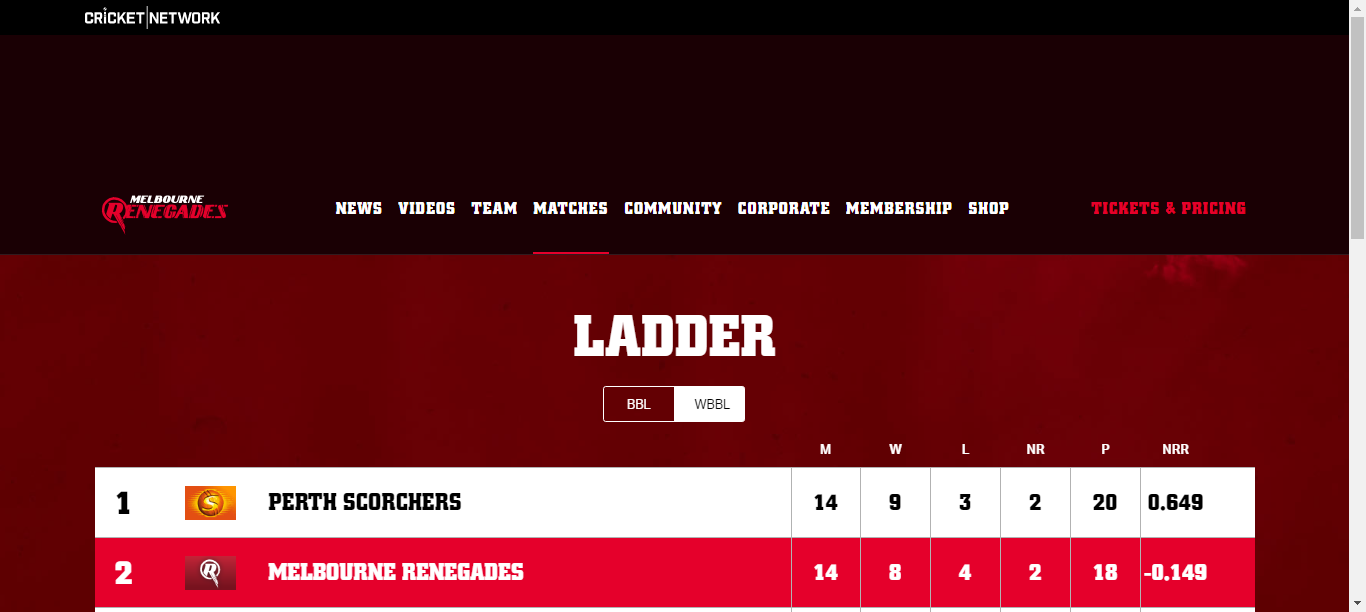 CRICKET NETWORK
MELBOURNE
RENEGADES
NEWS VIDEOS TEAM MATCHES COMMUNITY CORPORATE MEMBERSHIP SHOP TICKETS & PRICING
LADDER
BBL WBBL
M W L NR P NRR
1 PERTH SCORCHERS 14 9 3 2 20 0.649
2 MELBOURNE RENEGADES 14 8 4 2 18 -0.149